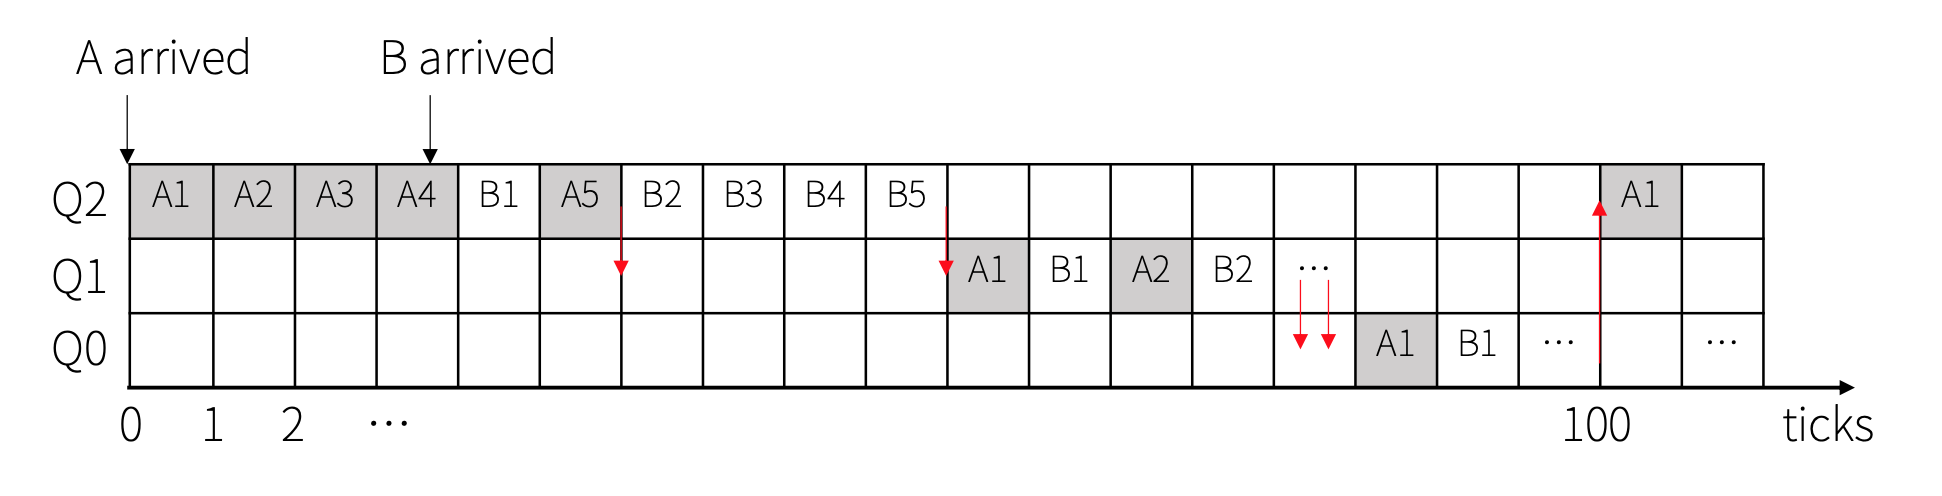 A arrived B arrived
Q2 A1 A2 A3 A4 B1 A5 B2 B3 B4 B5 A1
Q1 A1 B1 A2 B2 ...
Q0 A1 B1 ... ...
0 1 2 ... 100 ticks